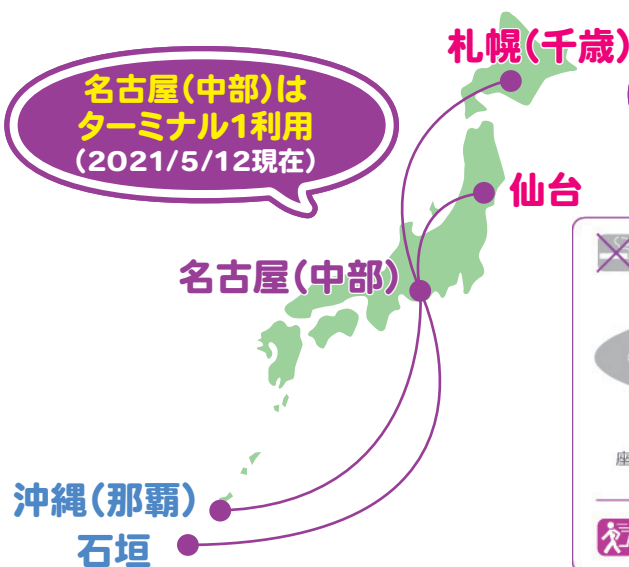 札幌(千歳)
名古屋(中部)は
ターミナル1利用
(2021/5/12現在)
仙台
名古屋(中部)
座
沖縄(那覇)
石垣